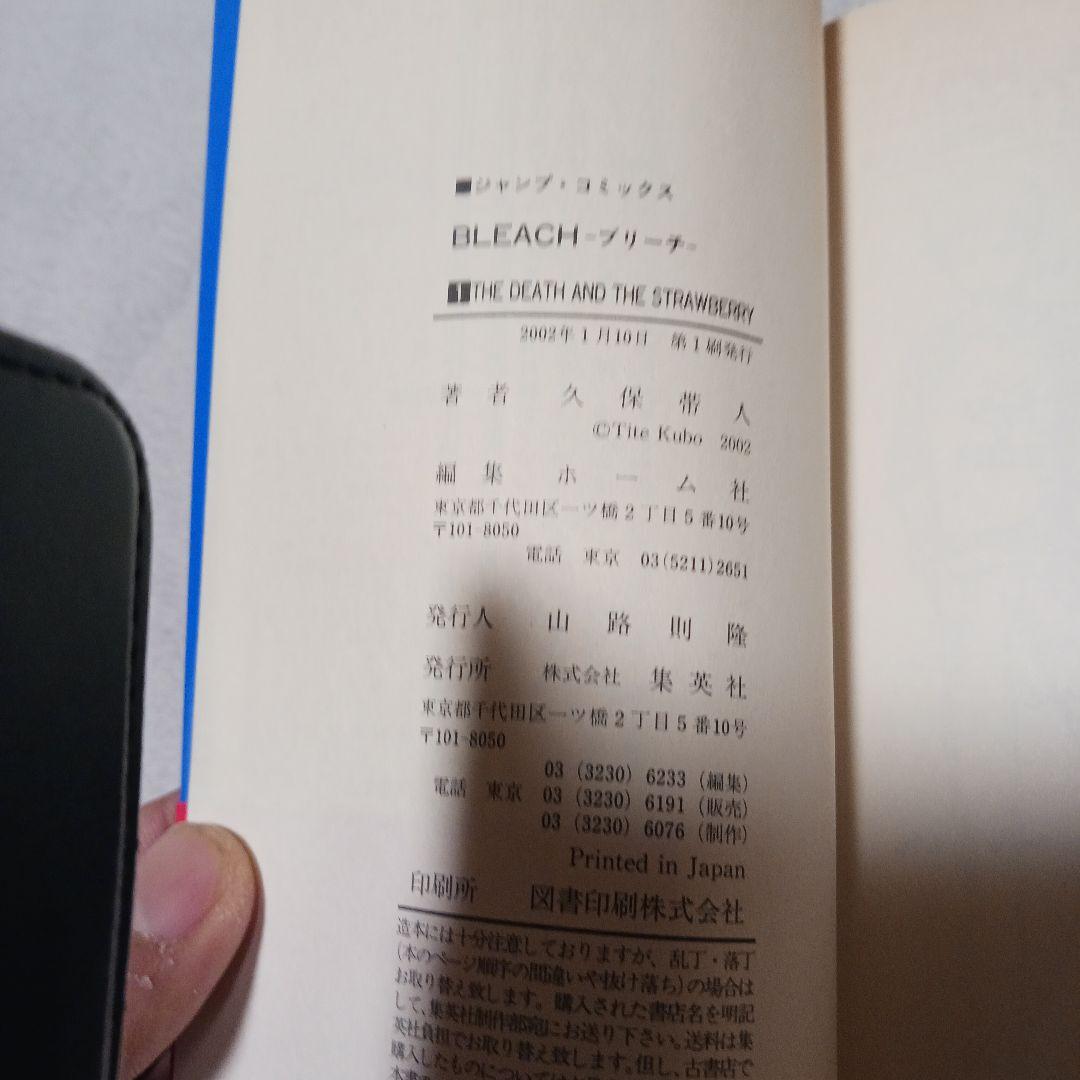 ■ジャンプ・コミックス
BLEACH-ブリーチ-
1 THE DEATH AND THE STRAWBERRY
2002年1月10日 第1刷発行
著者 久保帯人
©Tite Kubo 2002
編集 ホーム社
東京都千代田区一ツ橋2丁目5番10号
〒101-8050
電話 東京 03(5211)2651
発行人 山路則隆
発行所 株式会社 集英社
東京都千代田区一ツ橋2丁目5番10号
〒101-8050
03 (3230) 6233 (編集)
電話 東京 03 (3230) 6191 (販売)
03 (3230) 6076 (制作)
Printed in Japan
印刷所 図書印刷株式会社
造本には十分注意しておりますが、乱丁・落丁
(本のページ順序の間違いや抜け落ち)の場合は
お取り替え致します。購入された書店名を明記
して、集英社制作部宛にお送り下さい。送料は集
英社負担でお取り替え致します。但し、古書店で
購入したものについては